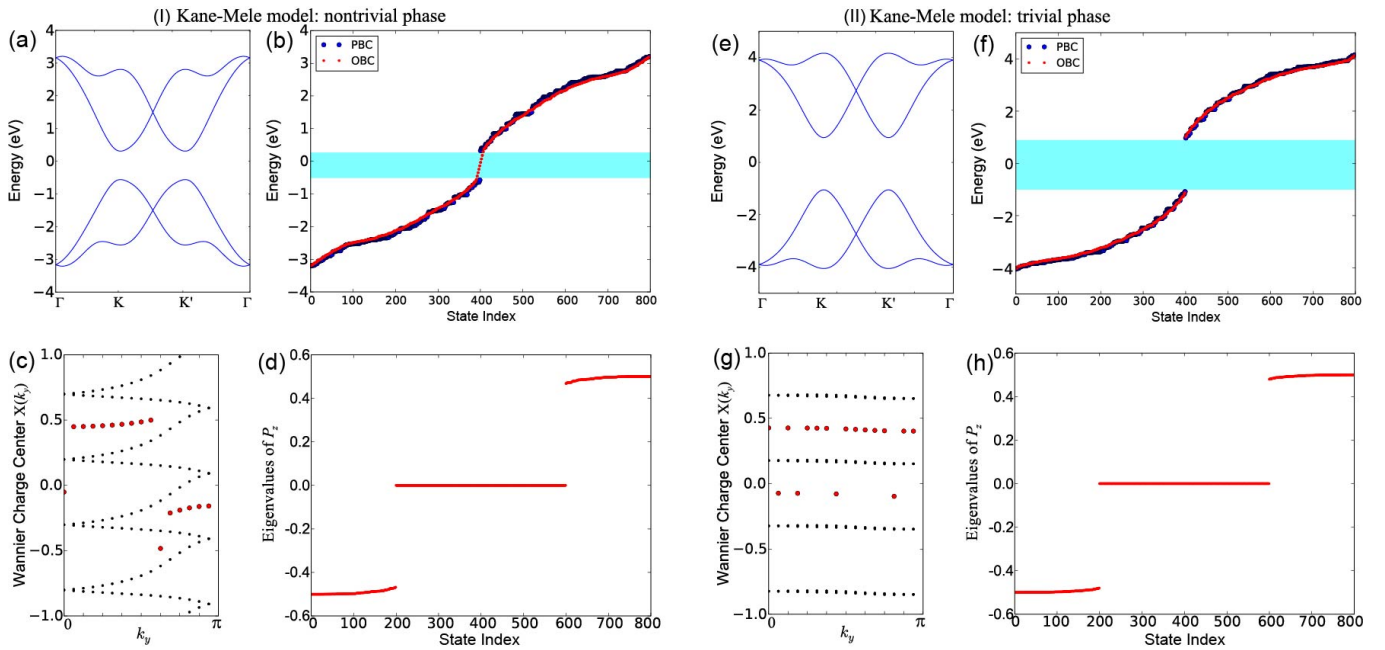 (I) Kane-Mele model: nontrivial phase
(II) Kane-Mele model: trivial phase
(a)
4
3
2
1
0
−1
−2
−3
−4
Energy (eV)
Γ K K' Γ
(b)
4
3
2
1
0
−1
−2
−3
−4
Energy (eV)
PBC
OBC
0 100 200 300 400 500 600 700 800
State Index
(e)
6
4
2
0
−2
−4
−6
Energy (eV)
Γ K K' Γ
(f)
4
2
0
−2
−4
Energy (eV)
PBC
OBC
0 100 200 300 400 500 600 700 800
State Index
(c)
1.0
0.5
0.0
−0.5
−1.0
Wannier Charge Center X(ky)
0 π
ky
(d)
0.6
0.4
0.2
0.0
−0.2
−0.4
−0.6
Eigenvalues of Pz
0 100 200 300 400 500 600 700 800
State Index
(g)
1.0
0.5
0.0
−0.5
−1.0
Wannier Charge Center X(ky)
0 π
ky
(h)
0.6
0.4
0.2
0.0
−0.2
−0.4
−0.6
Eigenvalues of Pz
0 100 200 300 400 500 600 700 800
State Index